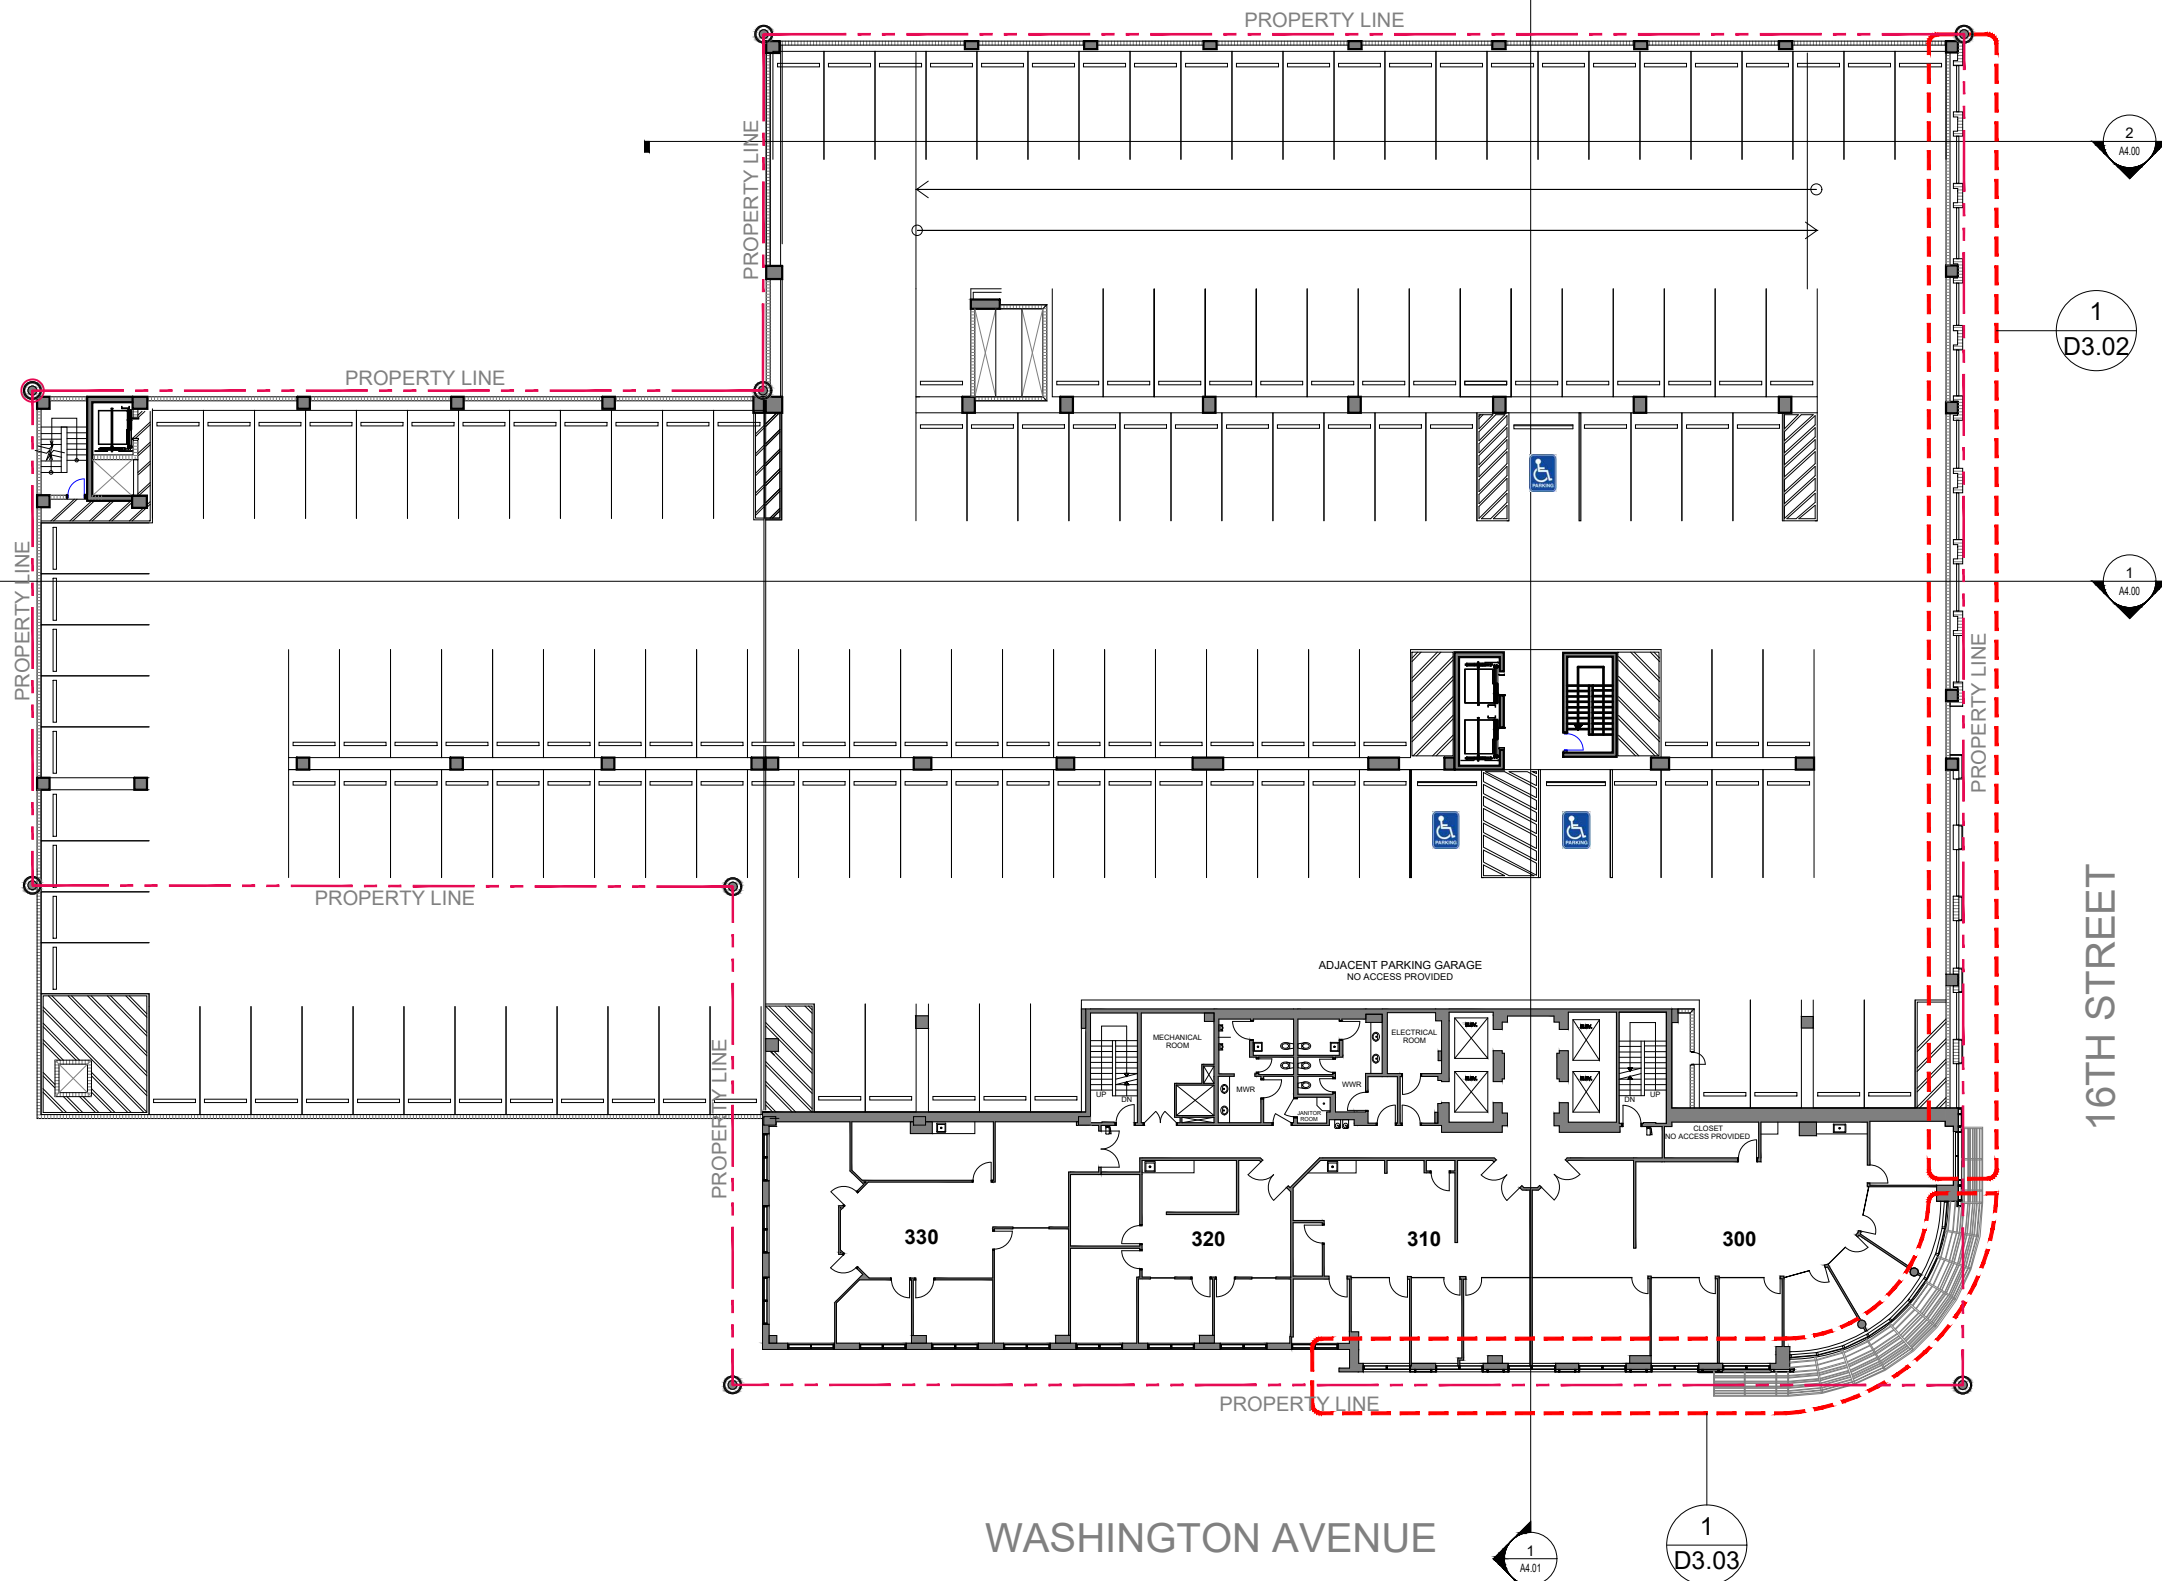 PROPERTY LINE
PROPERTY LINE
2
A4.00
1
D3.02
PROPERTY LINE
PARKING
PROPERTY LINE
1
A4.00
PROPERTY LINE
PARKING
PARKING
PROPERTY LINE
16TH STREET
ADJACENT PARKING GARAGE
NO ACCESS PROVIDED
MECHANICAL
ROOM
ELECTRICAL
ROOM
MWR
WWR
UP
DN
JANITOR
ROOM
DN
UP
PROPERTY LINE
CLOSET
NO ACCESS PROVIDED
330
320
310
300
PROPERTY LINE
WASHINGTON AVENUE
1
A4.01
1
D3.03